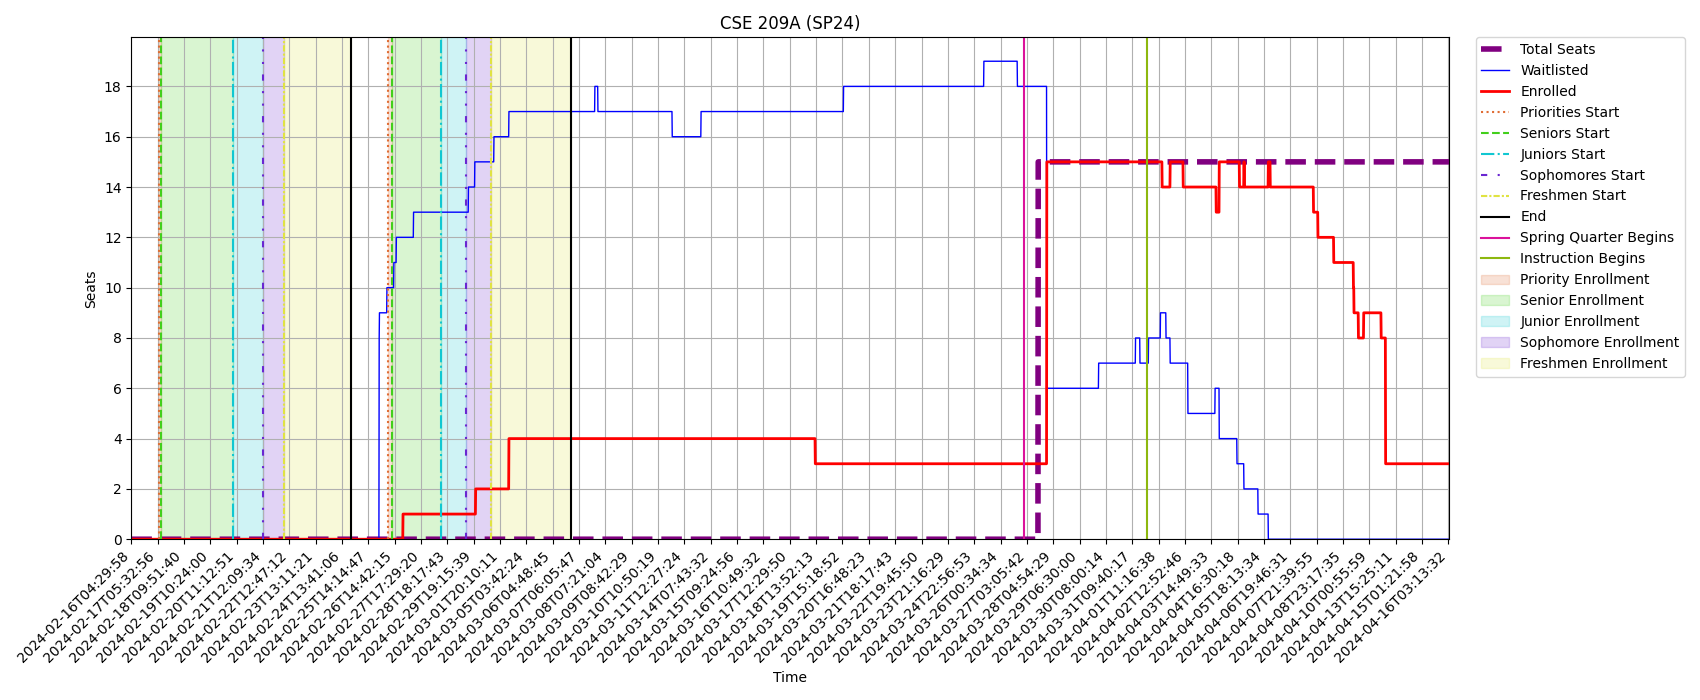 CSE 209A (SP24)
Seats
18
16
14
12
10
8
6
4
2
0
2024-02-16T04:29:58
2024-02-17T05:32:56
2024-02-18T09:51:40
2024-02-19T10:24:00
2024-02-20T11:12:51
2024-02-21T12:09:34
2024-02-22T12:47:12
2024-02-23T13:11:21
2024-02-24T13:41:06
2024-02-25T14:14:47
2024-02-26T14:42:15
2024-02-27T17:29:20
2024-02-28T18:17:43
2024-02-29T19:15:39
2024-03-01T20:10:11
2024-03-05T03:42:24
2024-03-06T04:48:45
2024-03-07T06:05:47
2024-03-08T07:21:04
2024-03-09T08:42:29
2024-03-10T10:50:19
2024-03-11T12:27:24
2024-03-14T07:43:32
2024-03-15T09:24:56
2024-03-16T10:49:32
2024-03-17T12:29:50
2024-03-18T13:52:13
2024-03-19T15:18:52
2024-03-20T16:48:23
2024-03-21T18:17:43
2024-03-22T19:45:50
2024-03-23T21:16:29
2024-03-24T22:56:53
2024-03-26T00:34:34
2024-03-27T03:05:42
2024-03-28T04:54:29
2024-03-29T06:30:00
2024-03-30T08:00:14
2024-03-31T09:40:17
2024-04-01T11:16:38
2024-04-02T12:52:46
2024-04-03T14:49:33
2024-04-04T16:30:18
2024-04-05T18:13:34
2024-04-06T19:46:31
2024-04-07T21:39:55
2024-04-08T23:17:35
2024-04-10T00:55:59
2024-04-13T15:25:11
2024-04-15T01:21:58
2024-04-16T03:13:32
Time
Total Seats
Waitlisted
Enrolled
Priorities Start
Seniors Start
Juniors Start
Sophomores Start
Freshmen Start
End
Spring Quarter Begins
Instruction Begins
Priority Enrollment
Senior Enrollment
Junior Enrollment
Sophomore Enrollment
Freshmen Enrollment